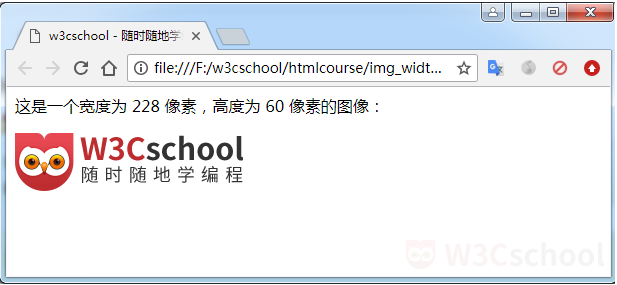 w3cschool - 随时随地学
file:///F:/w3cschool/htmlcourse/img_widt...
这是一个宽度为 228 像素，高度为 60 像素的图像：
W3Cschool
随时随地学编程
W3Cschool